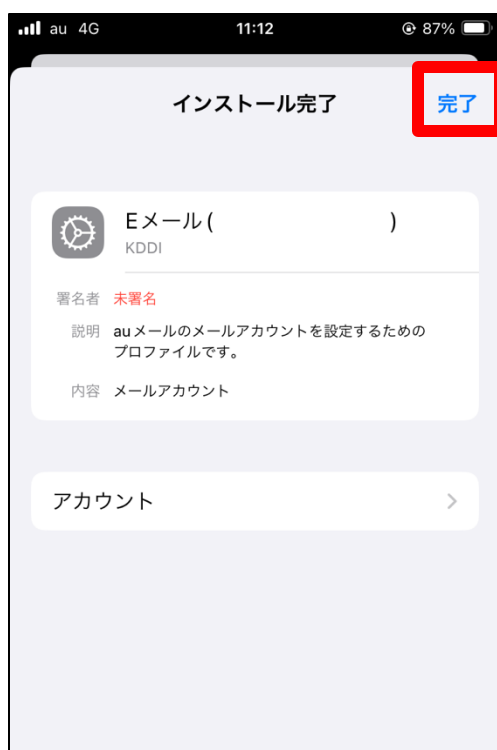 au 4G 11:12 87%
インストール完了 完了
Eメール( )
KDDI
署名者 未署名
説明 auメールのメールアカウントを設定するための
プロファイルです。
内容 メールアカウント
アカウント